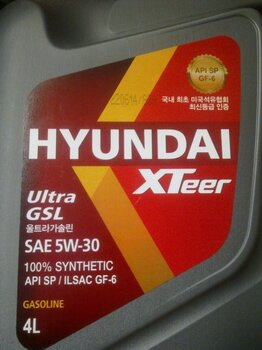 API SP
GF-6
국내 최초 미국석유협회
최신등급 인증
HYUNDAI
XTeer
Ultra
GSL
울트라가솔린
SAE 5W-30
100% SYNTHETIC
API SP / ILSAC GF-6
GASOLINE
4L